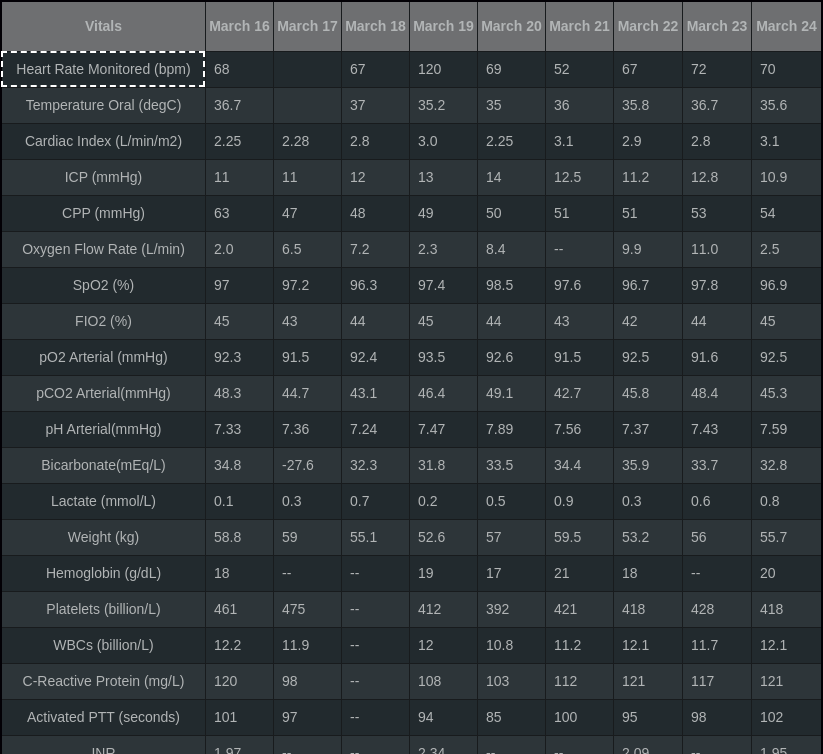 Vitals March 16 March 17 March 18 March 19 March 20 March 21 March 22 March 23 March 24
Heart Rate Monitored (bpm) 68 67 120 69 52 67 72 70
Temperature Oral (degC) 36.7 37 35.2 35 36 35.8 36.7 35.6
Cardiac Index (L/min/m2) 2.25 2.28 2.8 3.0 2.25 3.1 2.9 2.8 3.1
ICP (mmHg) 11 11 12 13 14 12.5 11.2 12.8 10.9
CPP (mmHg) 63 47 48 49 50 51 51 53 54
Oxygen Flow Rate (L/min) 2.0 6.5 7.2 2.3 8.4 -- 9.9 11.0 2.5
SpO2 (%) 97 97.2 96.3 97.4 98.5 97.6 96.7 97.8 96.9
FIO2 (%) 45 43 44 45 44 43 42 44 45
pO2 Arterial (mmHg) 92.3 91.5 92.4 93.5 92.6 91.5 92.5 91.6 92.5
pCO2 Arterial(mmHg) 48.3 44.7 43.1 46.4 49.1 42.7 45.8 48.4 45.3
pH Arterial(mmHg) 7.33 7.36 7.24 7.47 7.89 7.56 7.37 7.43 7.59
Bicarbonate(mEq/L) 34.8 -27.6 32.3 31.8 33.5 34.4 35.9 33.7 32.8
Lactate (mmol/L) 0.1 0.3 0.7 0.2 0.5 0.9 0.3 0.6 0.8
Weight (kg) 58.8 59 55.1 52.6 57 59.5 53.2 56 55.7
Hemoglobin (g/dL) 18 -- -- 19 17 21 18 -- 20
Platelets (billion/L) 461 475 -- 412 392 421 418 428 418
WBCs (billion/L) 12.2 11.9 -- 12 10.8 11.2 12.1 11.7 12.1
C-Reactive Protein (mg/L) 120 98 -- 108 103 112 121 117 121
Activated PTT (seconds) 101 97 -- 94 85 100 95 98 102
INR 1.97 -- -- 2.34 -- -- 2.09 -- 1.95